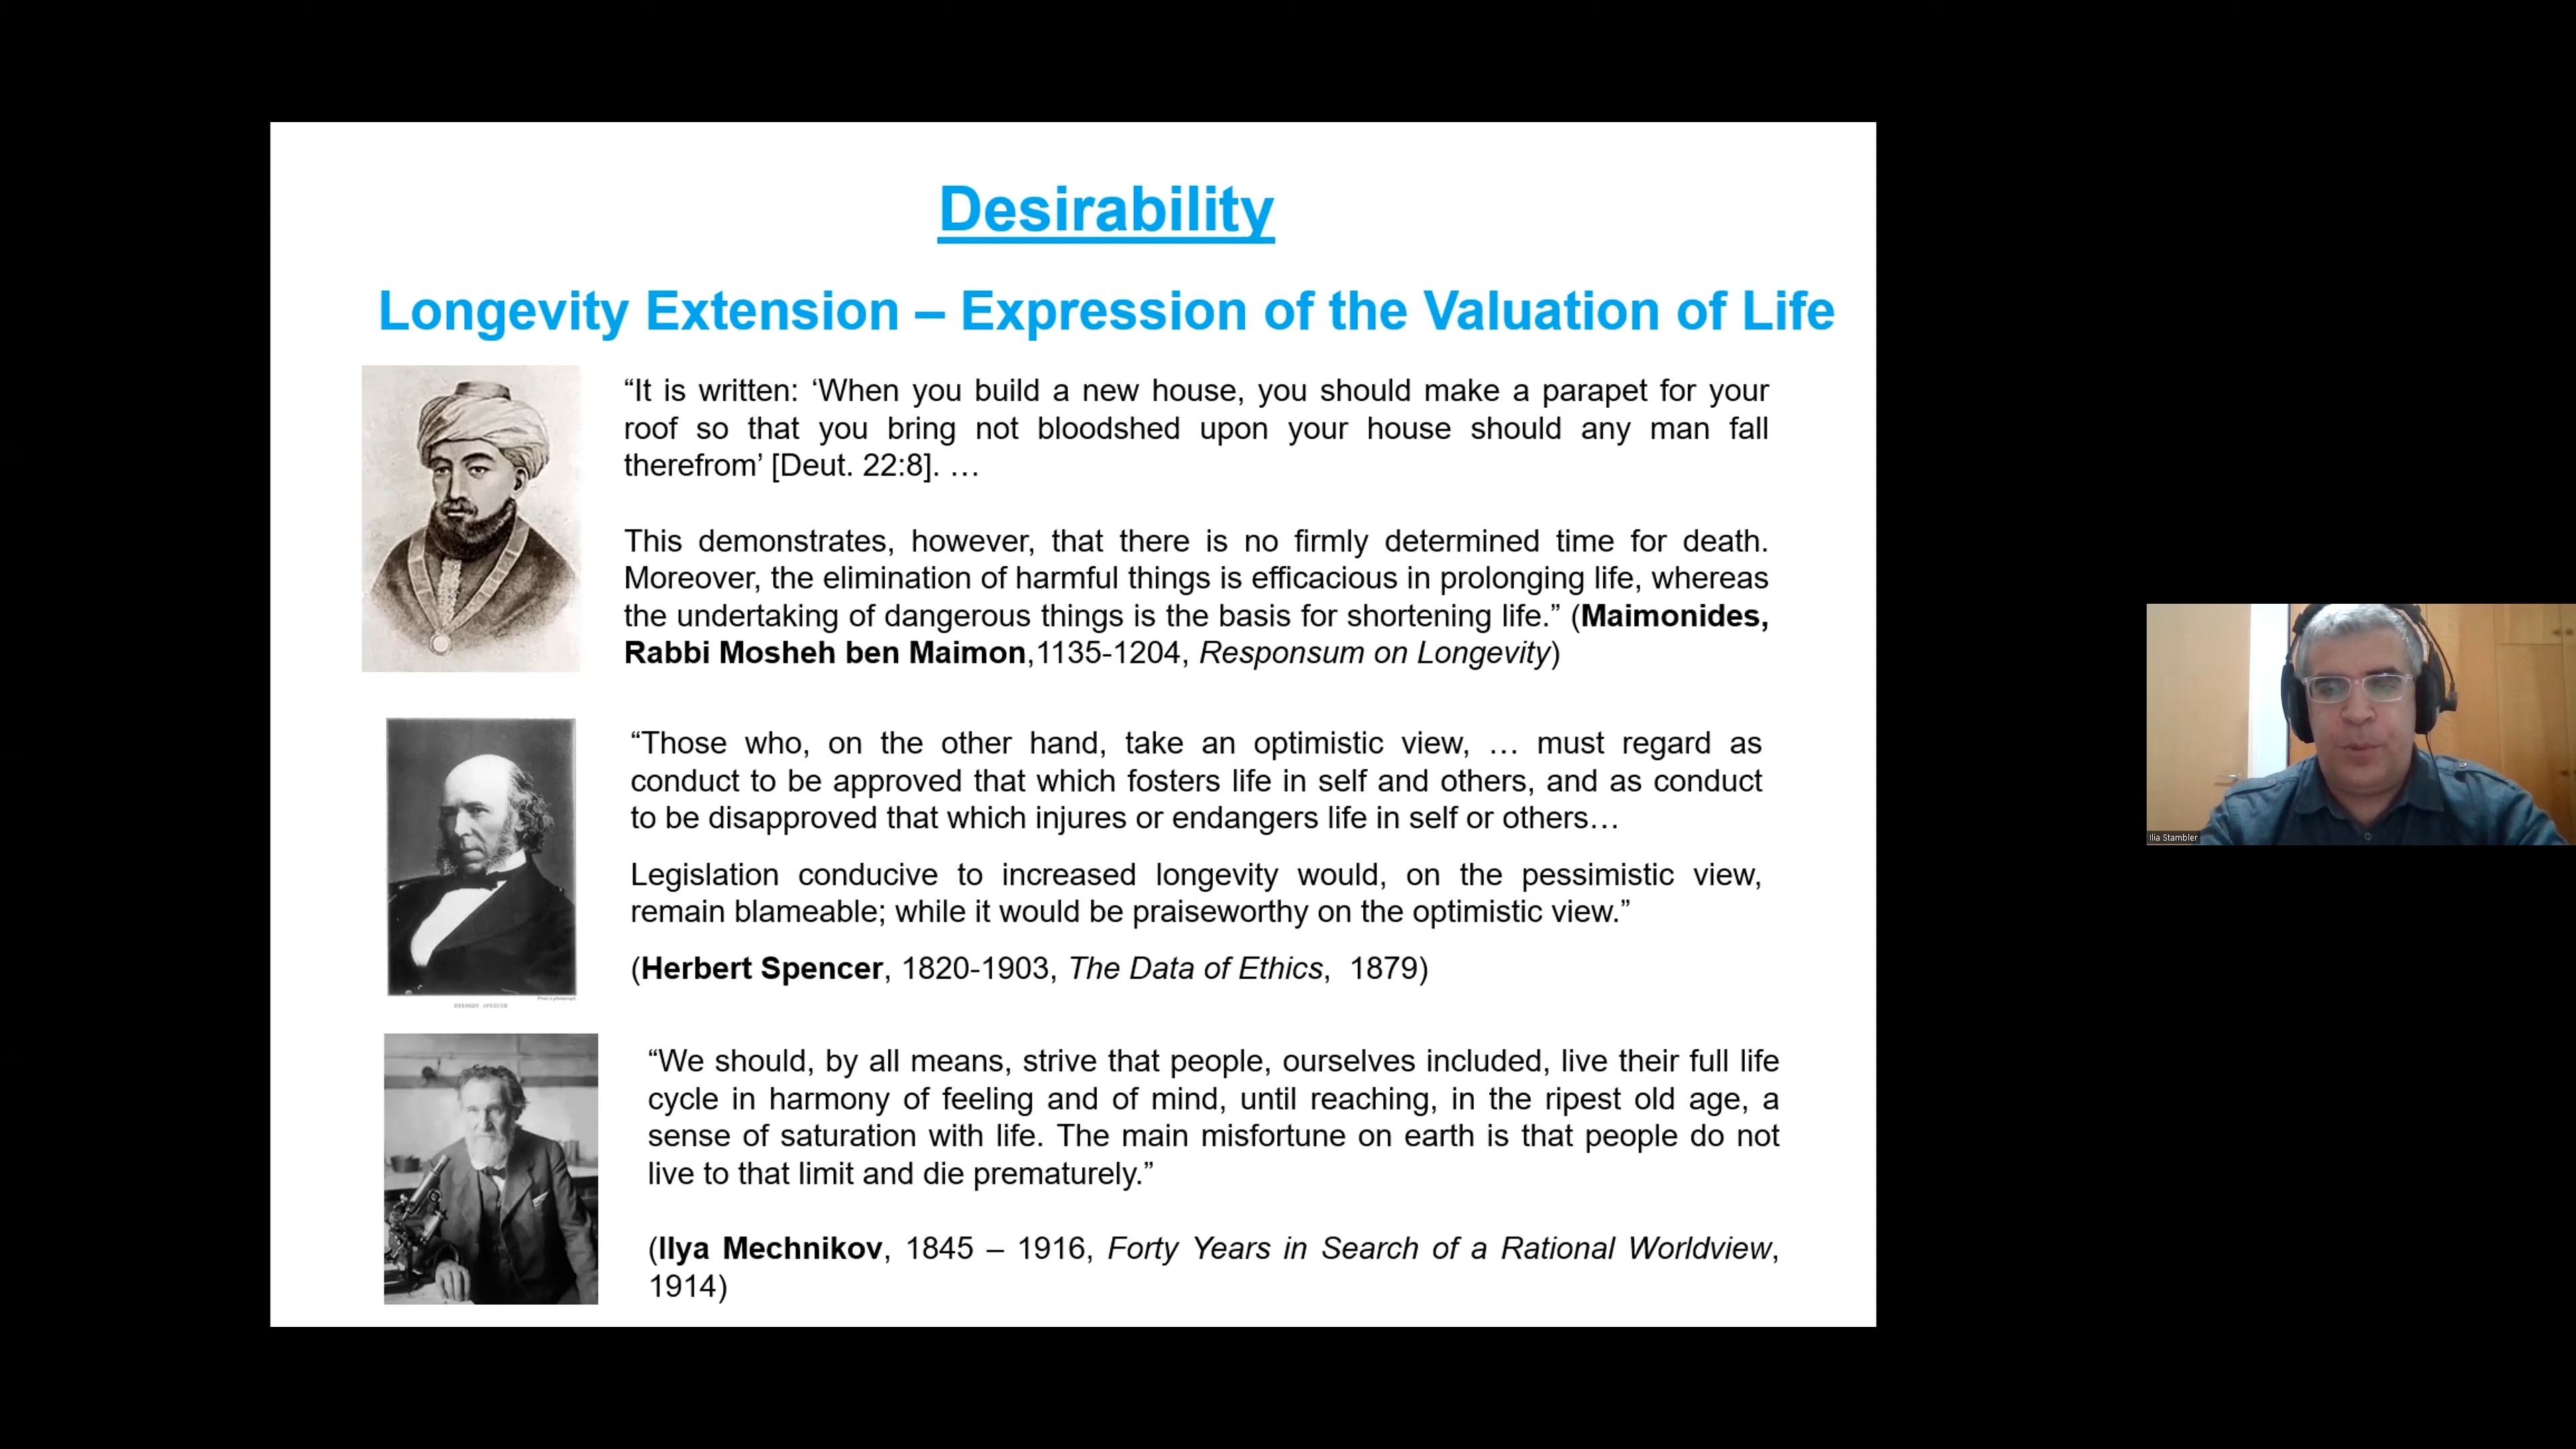 Desirability
Longevity Extension – Expression of the Valuation of Life
“It is written: ‘When you build a new house, you should make a parapet for your
roof so that you bring not bloodshed upon your house should any man fall
therefrom’ [Deut. 22:8]. …
This demonstrates, however, that there is no firmly determined time for death.
Moreover, the elimination of harmful things is efficacious in prolonging life, whereas
the undertaking of dangerous things is the basis for shortening life.” (Maimonides,
Rabbi Mosheh ben Maimon,1135-1204, Responsum on Longevity)
“Those who, on the other hand, take an optimistic view, … must regard as
conduct to be approved that which fosters life in self and others, and as conduct
to be disapproved that which injures or endangers life in self or others…
Legislation conducive to increased longevity would, on the pessimistic view,
remain blameable; while it would be praiseworthy on the optimistic view.”
(Herbert Spencer, 1820-1903, The Data of Ethics, 1879)
HERBERT SPENCER
“We should, by all means, strive that people, ourselves included, live their full life
cycle in harmony of feeling and of mind, until reaching, in the ripest old age, a
sense of saturation with life. The main misfortune on earth is that people do not
live to that limit and die prematurely.”
(Ilya Mechnikov, 1845 – 1916, Forty Years in Search of a Rational Worldview,
1914)
Ilia Stambler